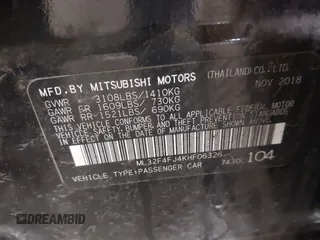 MFD.BY MITSUBISHI MOTORS (THAILAND) CO., LTD.
NOV 2018
GVWR 3108LBS/1410KG
GAWR FR 1609LBS/ 730KG
GAWR RR 1521LBS/ 690KG
THIS VEHICLE CONFORMS TO ALL APPLICABLE
FEDERAL MOTOR VEHICLE
SAFETY, BUMPER, AND THEFT
PREVENTION STANDARDS
IN EFFECT ON THE DATE OF
MANUFACTURE SHOWN ABOVE.
ML32F4FJ4KHF06326
VEHICLE TYPE:PASSENGER CAR
104
DREAMBID